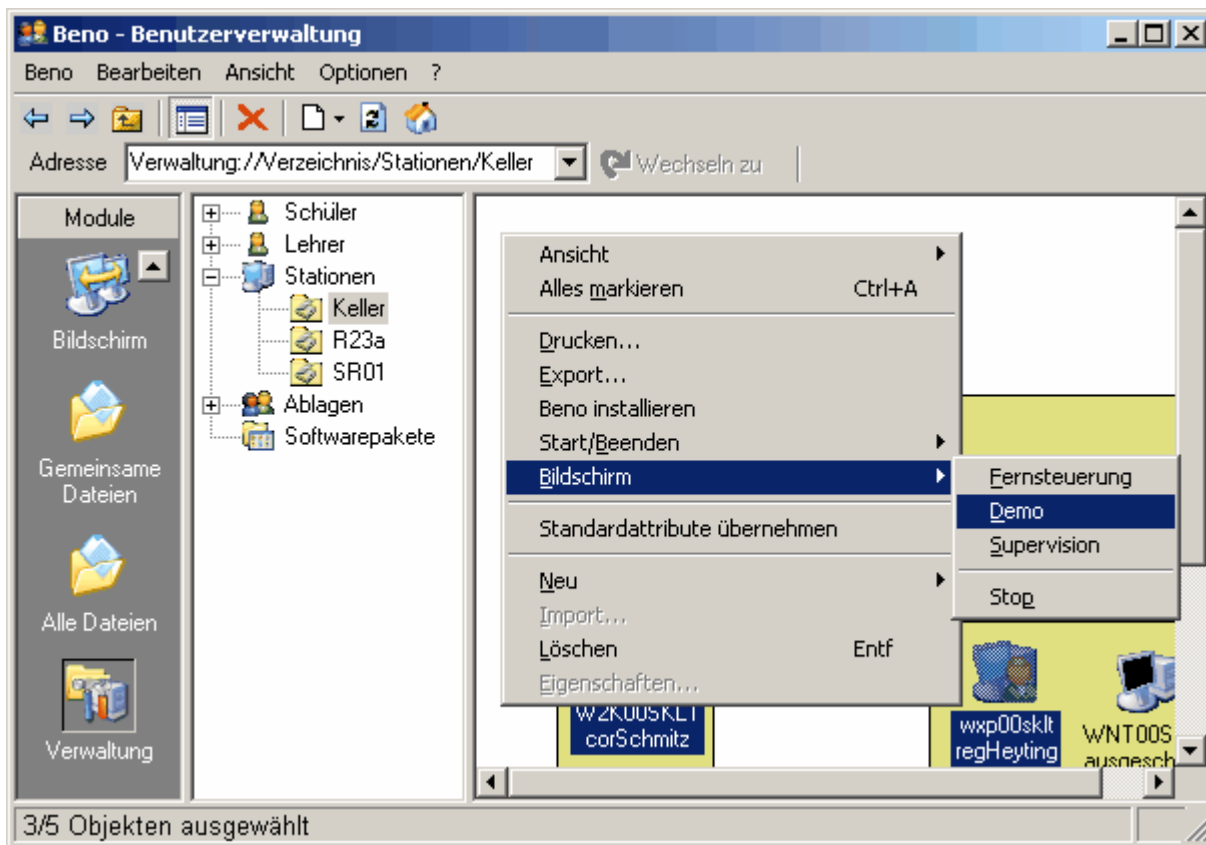 Beno - Benutzerverwaltung
Beno Bearbeiten Ansicht Optionen ?
Adresse Verwaltung://Verzeichnis/Stationen/Keller Wechseln zu
Module
Bildschirm
Gemeinsame
Dateien
Alle Dateien
Verwaltung
Schüler
Lehrer
Stationen
Keller
R23a
SR01
Ablagen
Softwarepakete
Ansicht
Alles markieren Ctrl+A
Drucken...
Export...
Beno installieren
Start/Beenden
Bildschirm
Standardattribute übernehmen
Neu
Import...
Löschen Entf
Eigenschaften...
Fernsteuerung
Demo
Supervision
Stop
corSchmitz
wxp00sklt
regHeyting
WNT00S
ausgesch
3/5 Objekten ausgewählt